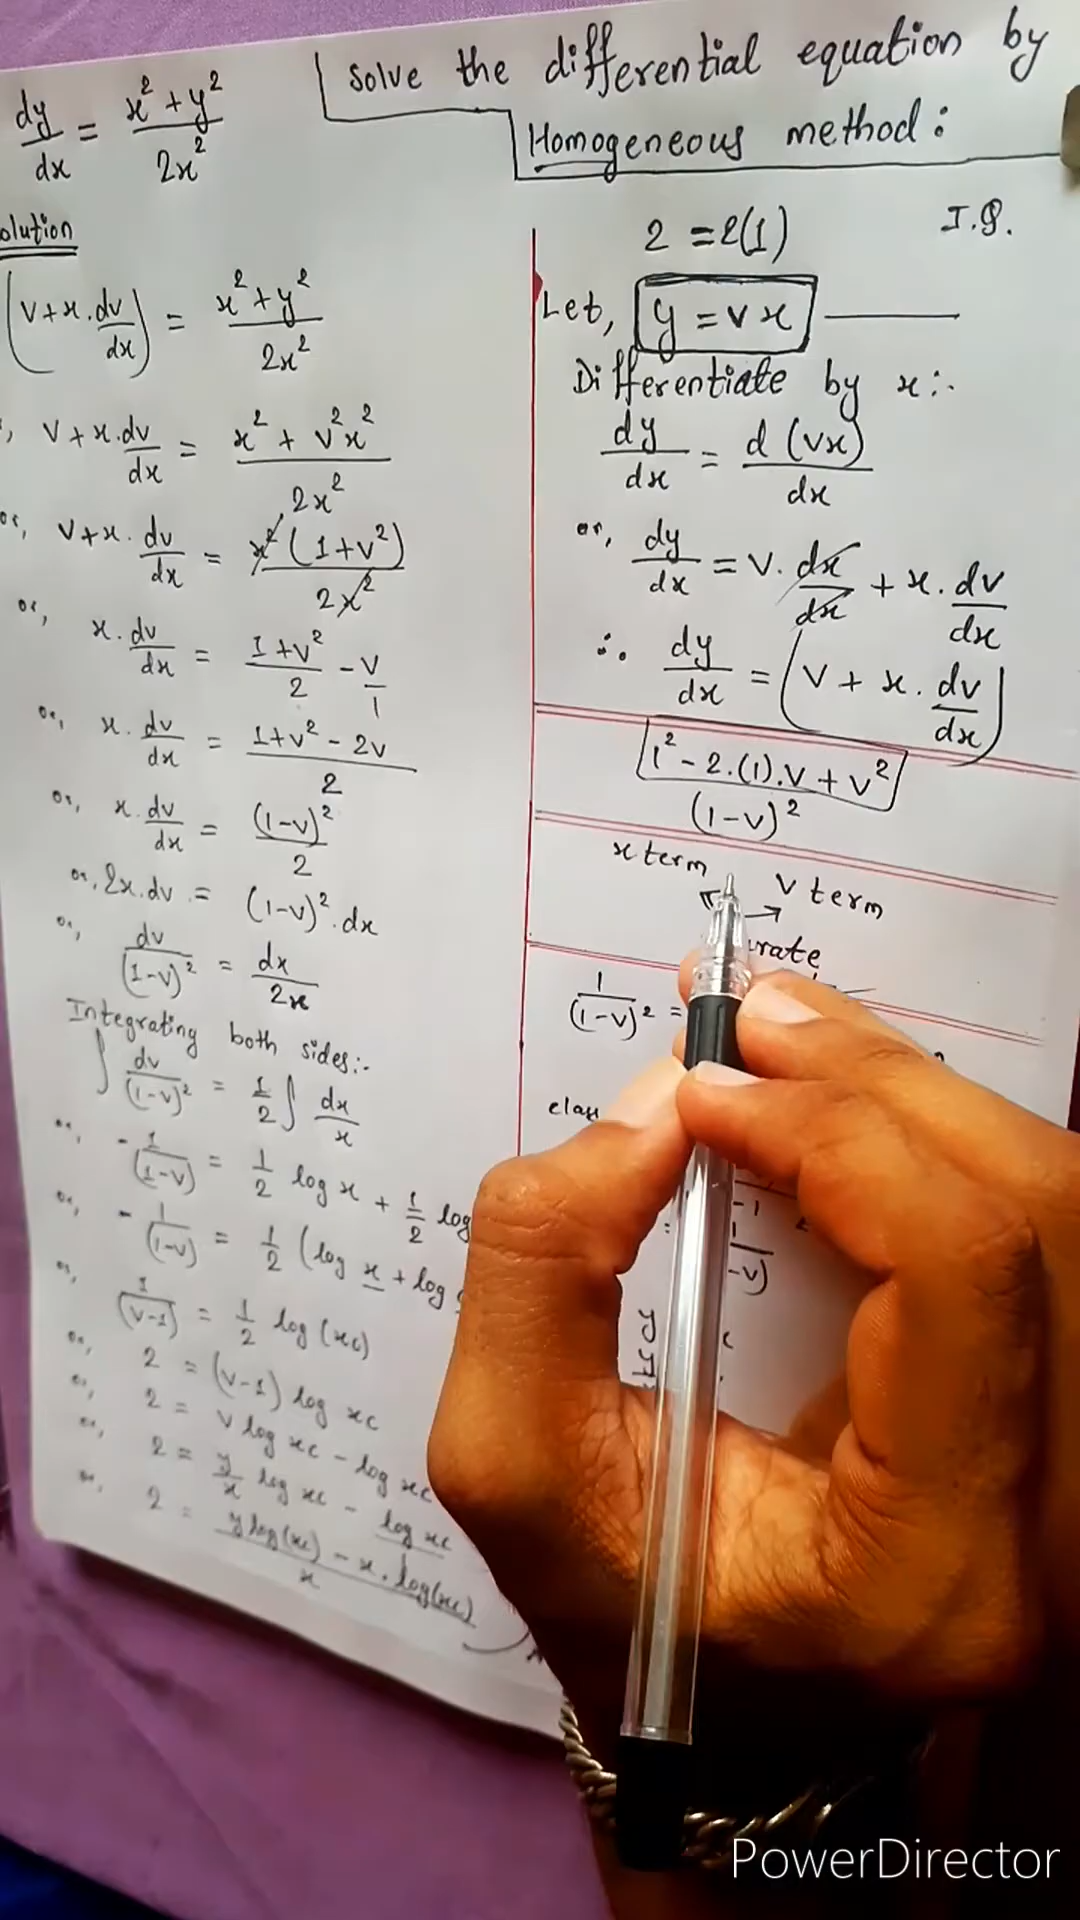 Solve the differential equation by
Homogeneous method:
dy/dx = x² + y² / 2x²
olution
(v + x . dv/dx) = x² + y² / 2x²
, v + x . dv/dx = x² + v²x² / 2x²
or, v + x . dv/dx = x² (1 + v²) / 2x²
or, x . dv/dx = 1 + v² / 2 - v/1
or, x . dv/dx = 1 + v² - 2v / 2
or, x . dv/dx = (1-v)² / 2
or, 2x . dv = (1-v)² . dx
or, dv / (1-v)² = dx / 2x
Integrating both sides:-
∫ dv / (1-v)² = 1/2 ∫ dx / x
or, - 1 / (1-v) = 1/2 log x + 1/2 log
or, - 1 / (1-v) = 1/2 (log x + log
or, 1 / (v-1) = 1/2 log (xc)
or, 2 = (v-1) log xc
or, 2 = v log xc - log xc
or, 2 = y/x log xc - log xc
or, 2 = y log(xc) - x . log(xc) / x
2 = 2(1)
Let, y = vx
Differentiate by x :-
dy/dx = d (vx) / dx
or, dy/dx = v . dx/dx + x . dv/dx
∴ dy/dx = (v + x . dv/dx)
1² - 2.(1).v + v²
(1-v)²
x term
v term
rate
1 / (1-v)² =
-1
-v)
PowerDirector